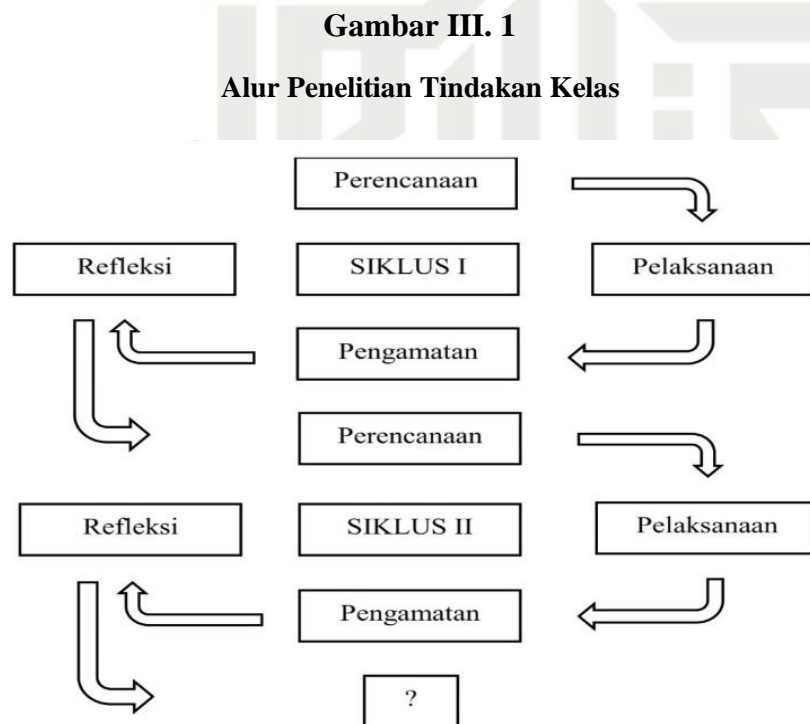 Gambar III. 1
Alur Penelitian Tindakan Kelas
Perencanaan
Refleksi
SIKLUS I
Pelaksanaan
Pengamatan
Perencanaan
Refleksi
SIKLUS II
Pelaksanaan
Pengamatan
?